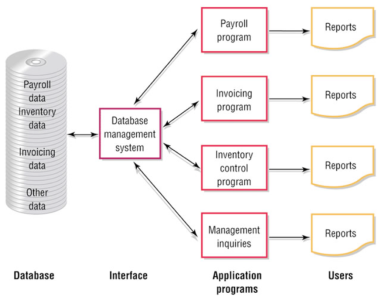 Payroll
data
Inventory
data
Invoicing
data
Other
data
Database
management
system
Payroll
program
Invoicing
program
Inventory
control
program
Management
inquiries
Reports
Reports
Reports
Reports
Database
Interface
Application
programs
Users